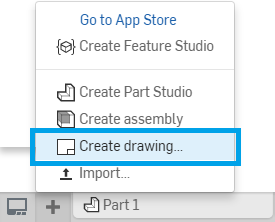 Go to App Store
Create Feature Studio
Create Part Studio
Create assembly
Create drawing...
Import...
Part 1